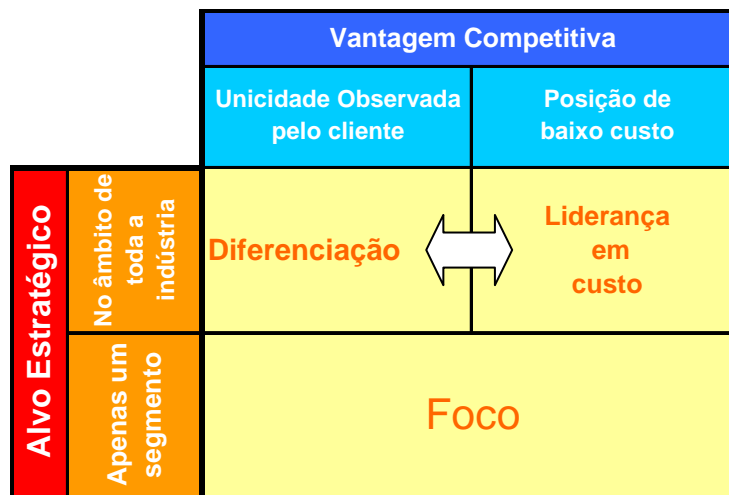 Vantagem Competitiva
Unicidade Observada
pelo cliente
Posição de
baixo custo
Alvo Estratégico
No âmbito de
toda a
indústria
Diferenciação
Liderança
em
custo
Apenas um
segmento
Foco